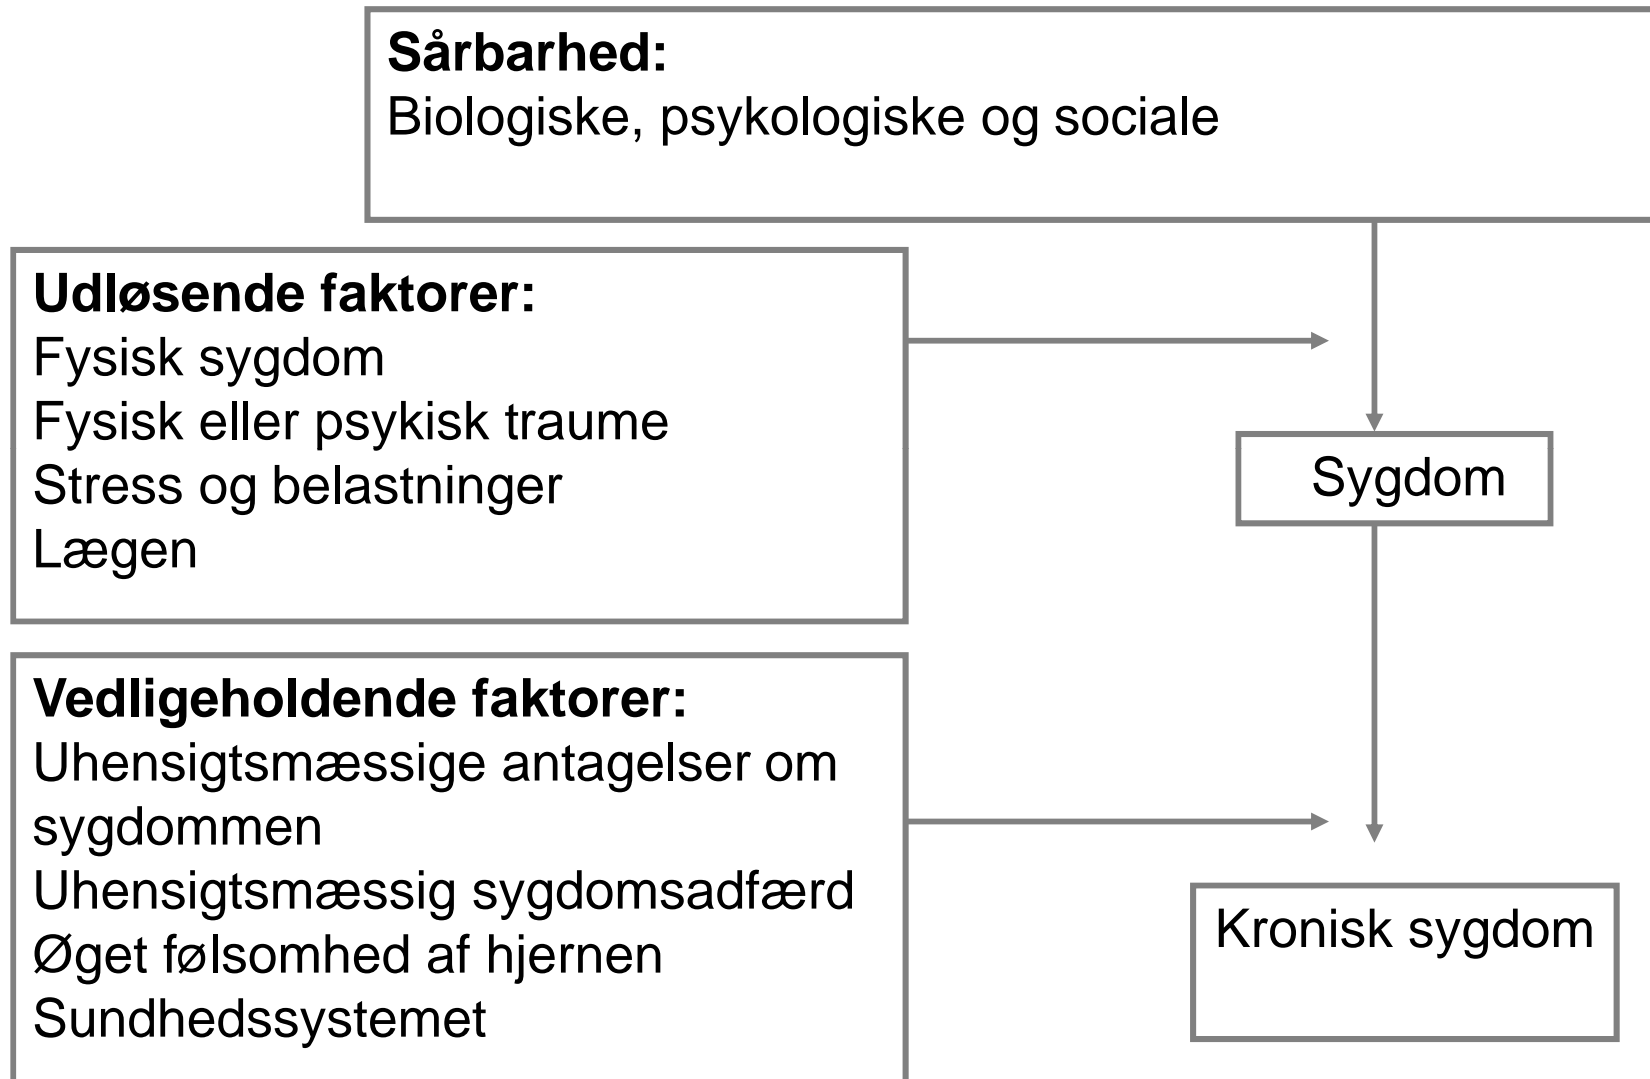 Sårbarhed:
Biologiske, psykologiske og sociale
Udløsende faktorer:
Fysisk sygdom
Fysisk eller psykisk traume
Stress og belastninger
Lægen
Sygdom
Vedligeholdende faktorer:
Uhensigtsmæssige antagelser om
sygdommen
Uhensigtsmæssig sygdomsadfærd
Øget følsomhed af hjernen
Sundhedssystemet
Kronisk sygdom